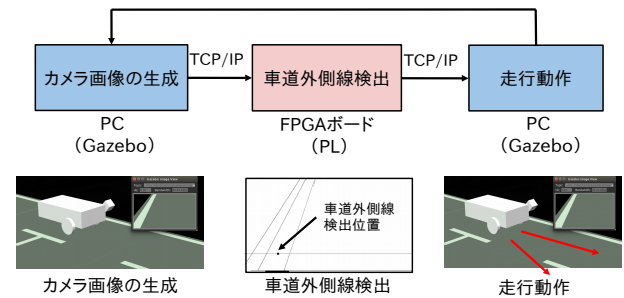 TCP/IP
TCP/IP
カメラ画像の生成
車道外側線検出
走行動作
PC
（Gazebo）
FPGAボード
（PL）
PC
（Gazebo）
車道外側線
検出位置
カメラ画像の生成
車道外側線検出
走行動作